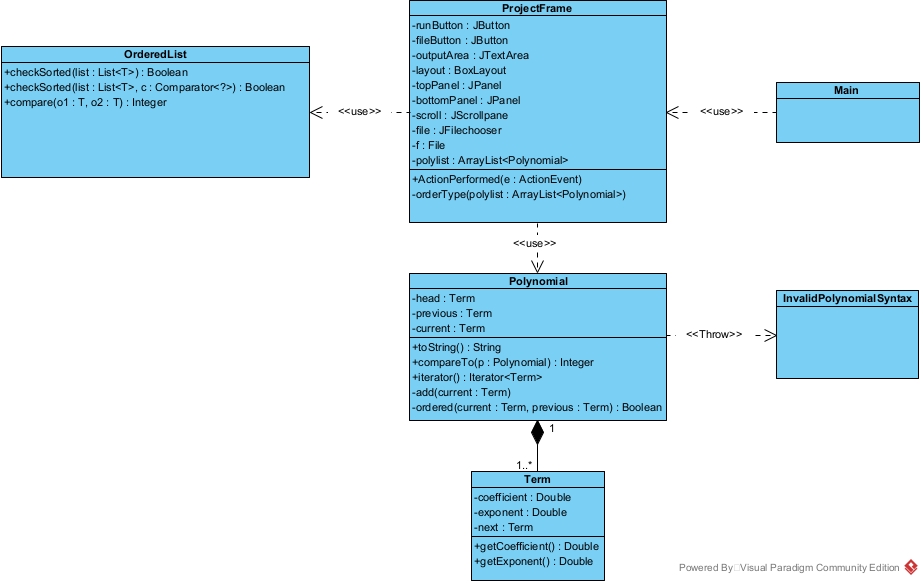 ProjectFrame
-runButton : JButton
-fileButton : JButton
-outputArea : JTextArea
-layout : BoxLayout
-topPanel : JPanel
-bottomPanel : JPanel
-scroll : JScrollpane
-file : JFilechooser
-f : File
-polylist : ArrayList<Polynomial>
+ActionPerformed(e : ActionEvent)
-orderType(polylist : ArrayList<Polynomial>)
OrderedList
+checkSorted(list : List<T>) : Boolean
+checkSorted(list : List<T>, c : Comparator<?>) : Boolean
+compare(o1 : T, o2 : T) : Integer
<<use>>
<<use>>
Main
<<use>>
Polynomial
-head : Term
-previous : Term
-current : Term
+toString() : String
+compareTo(p : Polynomial) : Integer
+iterator() : Iterator<Term>
-add(current : Term)
-ordered(current : Term, previous : Term) : Boolean
<<Throw>>
InvalidPolynomialSyntax
1
1..*
Term
-coefficient : Double
-exponent : Double
-next : Term
+getCoefficient() : Double
+getExponent() : Double
Powered By Visual Paradigm Community Edition